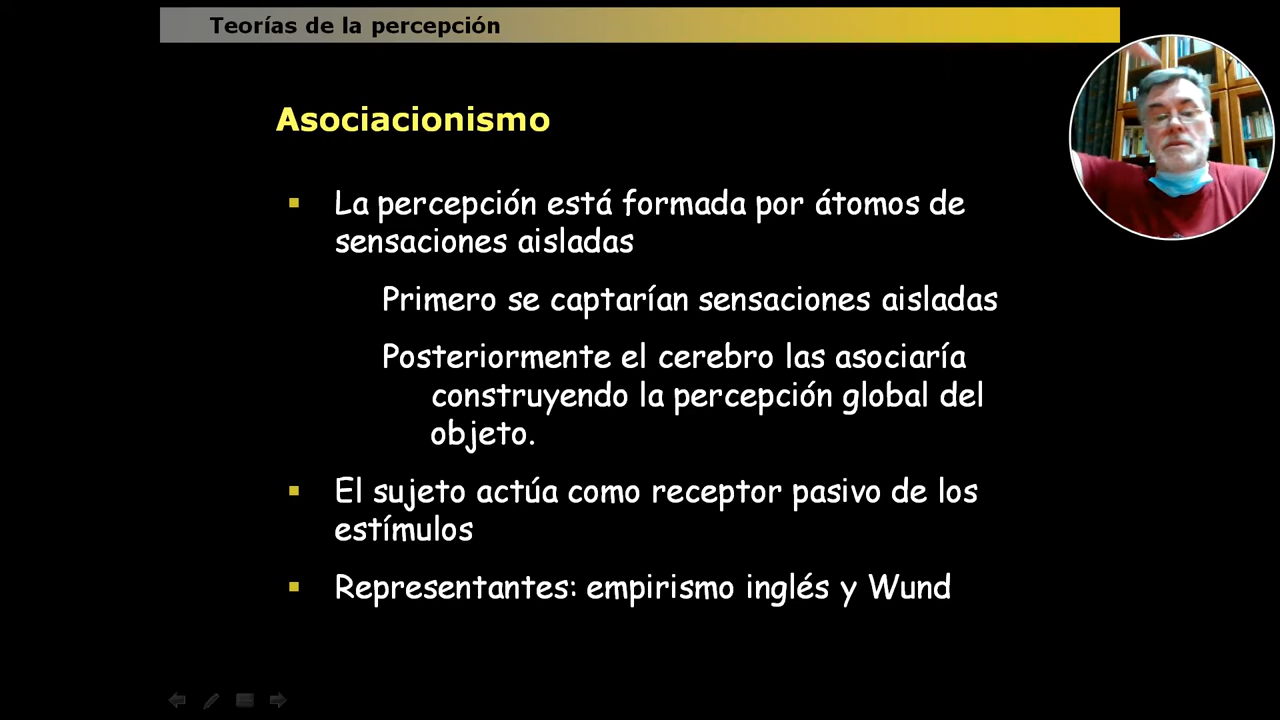 Teorías de la percepción
Asociacionismo
La percepción está formada por átomos de
sensaciones aisladas
Primero se captarían sensaciones aisladas
Posteriormente el cerebro las asociaría
construyendo la percepción global del
objeto.
El sujeto actúa como receptor pasivo de los
estímulos
Representantes: empirismo inglés y Wund